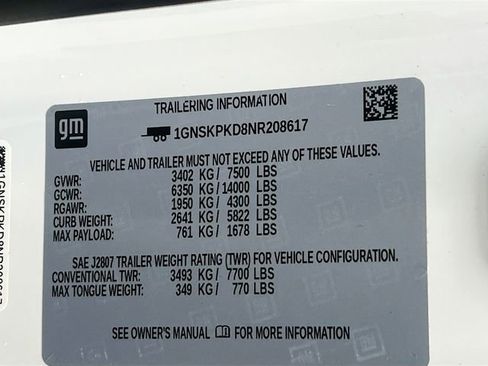 gm
TRAILERING INFORMATION
1GNSKPKD8NR208617
VEHICLE AND TRAILER MUST NOT EXCEED ANY OF THESE VALUES.
GVWR: 3402 KG / 7500 LBS
GCWR: 6350 KG / 14000 LBS
RGAWR: 1950 KG / 4300 LBS
CURB WEIGHT: 2641 KG / 5822 LBS
MAX PAYLOAD: 761 KG / 1678 LBS
SAE J2807 TRAILER WEIGHT RATING (TWR) FOR VEHICLE CONFIGURATION.
CONVENTIONAL TWR: 3493 KG / 7700 LBS
MAX TONGUE WEIGHT: 349 KG / 770 LBS
SEE OWNER'S MANUAL FOR MORE INFORMATION